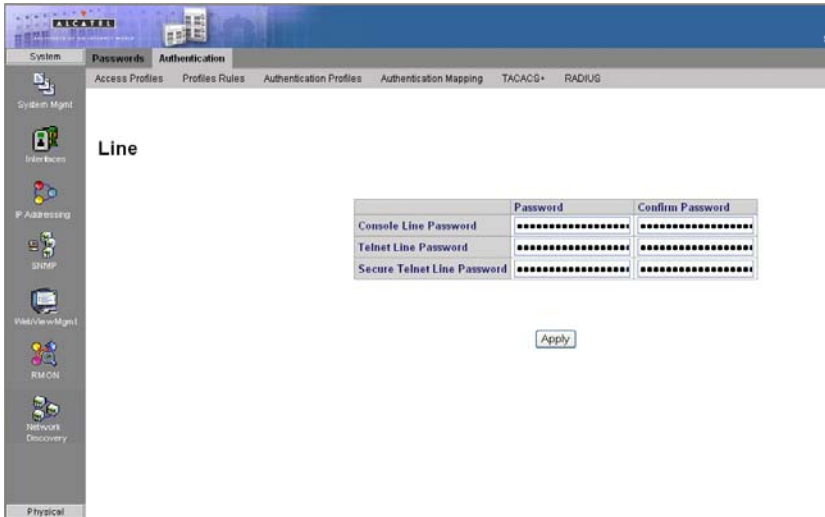 ALCATEL
System
Passwords Authentication
Access Profiles Profiles Rules Authentication Profiles Authentication Mapping TACACS+ RADIUS
System Mgmt
Interfaces
IP Addressing
SNMP
WebView Mgmt
RMON
Network
Discovery
Physical
Line
Password Confirm Password
Console Line Password
Telnet Line Password
Secure Telnet Line Password
Apply